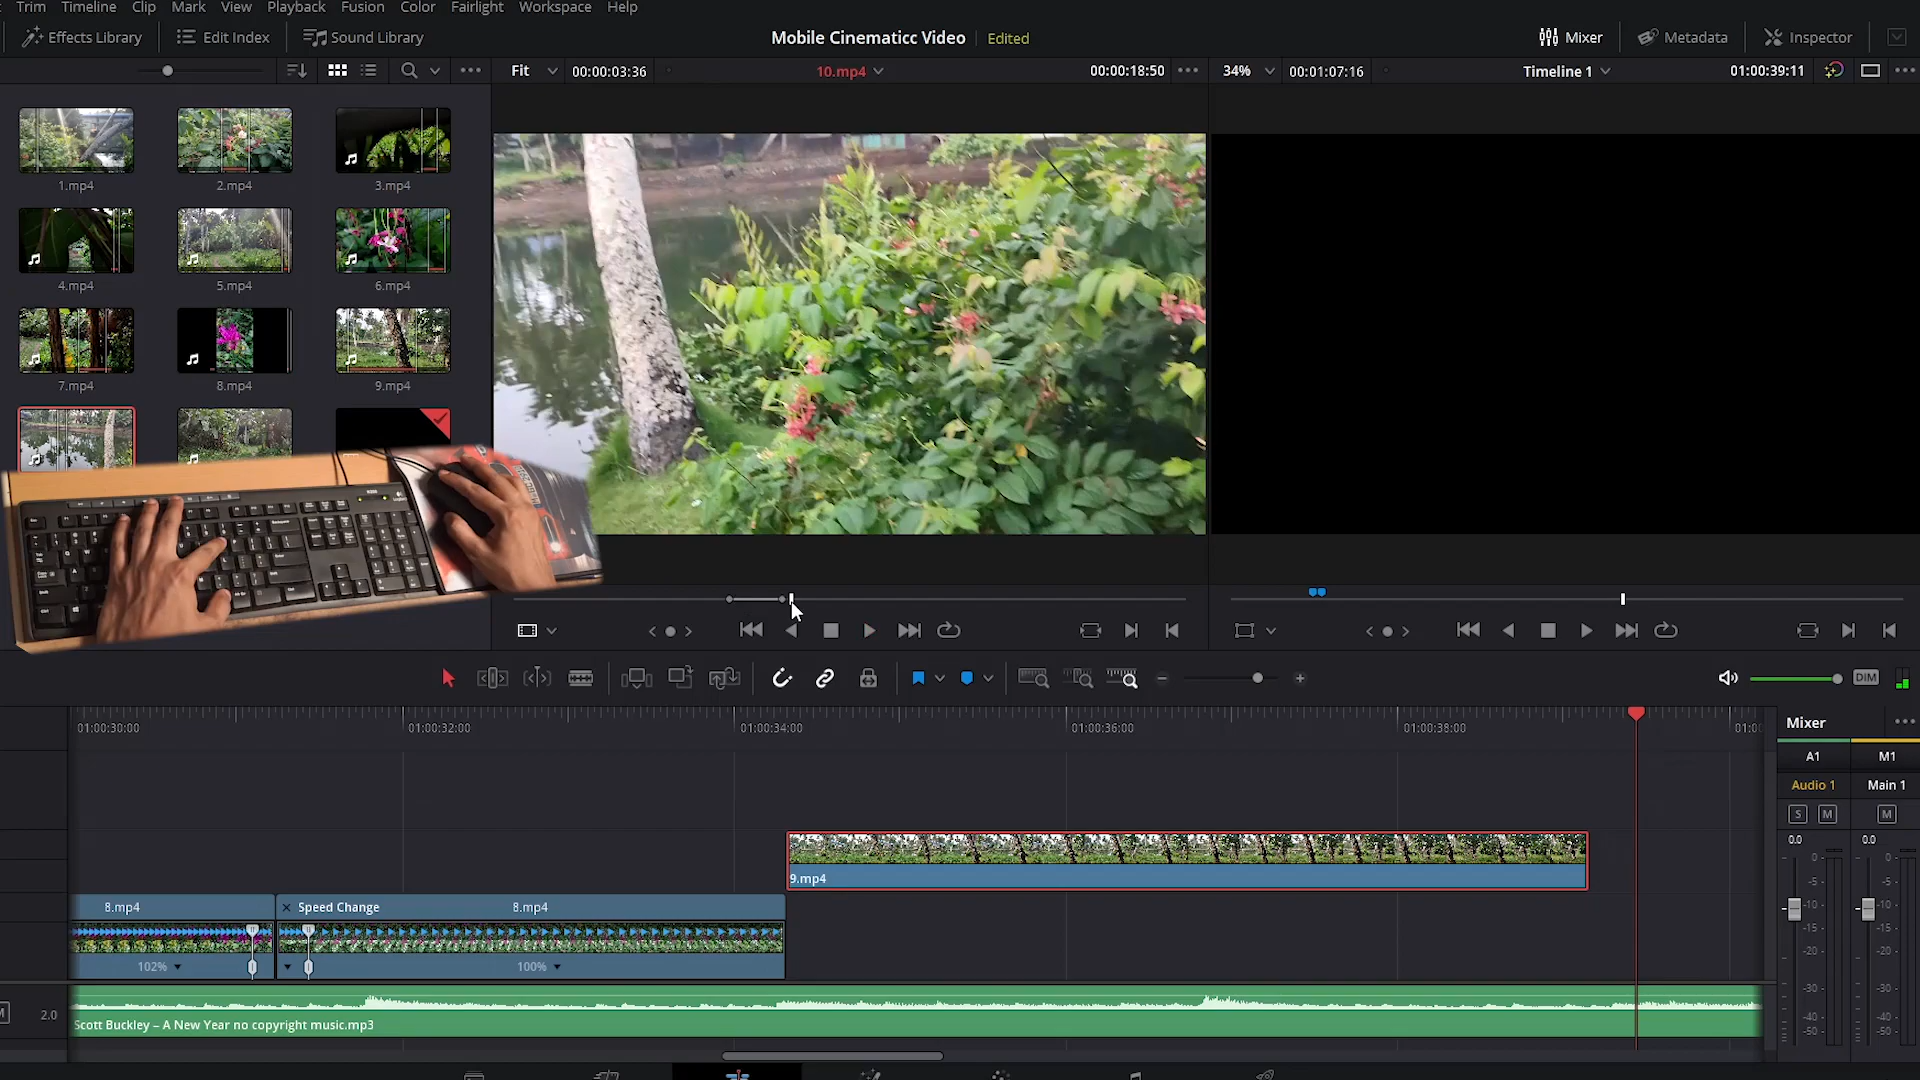 Trim Timeline Clip Mark View Playback Fusion Color Fairlight Workspace Help
Effects Library Edit Index Sound Library Mobile Cinematicc Video Edited Mixer Metadata Inspector
Fit 00:00:03:36 10.mp4 00:00:18:50 34% 00:01:07:16 Timeline 1 01:00:39:11
1.mp4 2.mp4 3.mp4
4.mp4 5.mp4 6.mp4
7.mp4 8.mp4 9.mp4
DIM
01:00:30:00 01:00:32:00 01:00:34:00 01:00:36:00 01:00:38:00 01:00
Mixer
A1 M1
Audio 1 Main 1
S M M
0.0 0.0
0 0
-5 -5
-10 -10
-15 -15
-20 -20
-30 -30
-40 -40
-50 -50
9.mp4
8.mp4 Speed Change 8.mp4
102% 100%
M 2.0
Scott Buckley – A New Year no copyright music.mp3